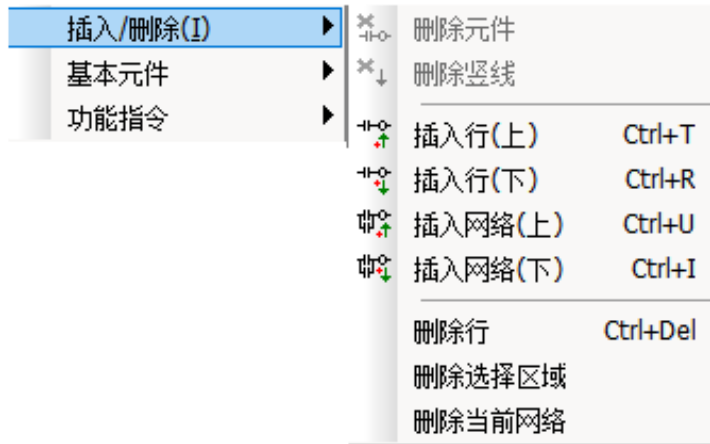 插入/删除(I)
基本元件
功能指令
删除元件
删除竖线
插入行(上) Ctrl+T
插入行(下) Ctrl+R
插入网络(上) Ctrl+U
插入网络(下) Ctrl+I
删除行 Ctrl+Del
删除选择区域
删除当前网络